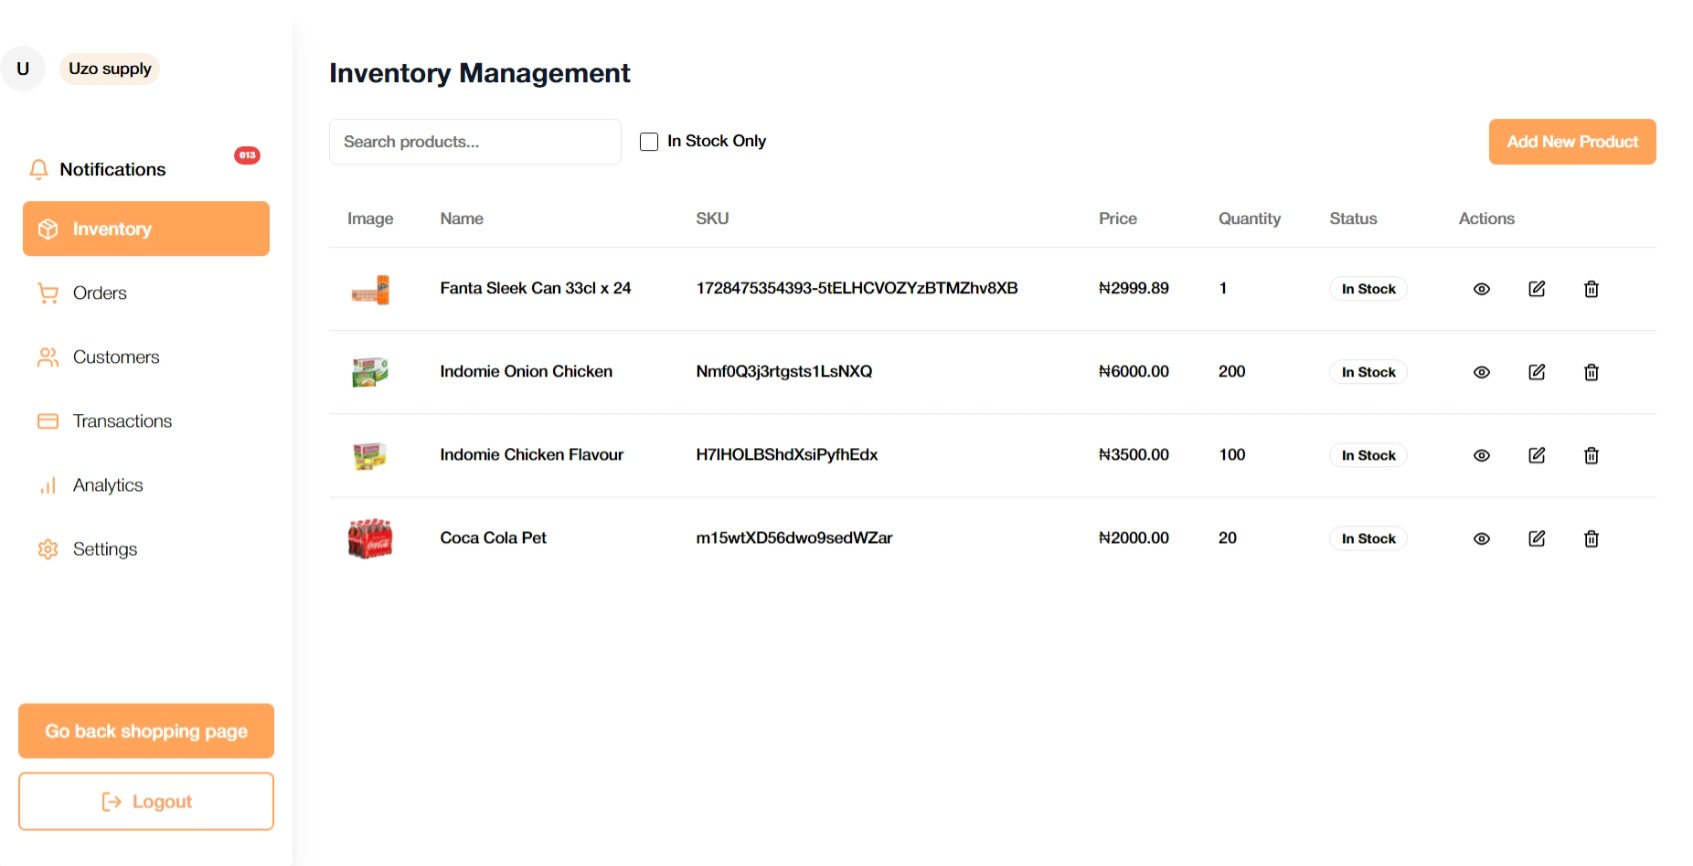 U Uzo supply
Notifications 613
Inventory
Orders
Customers
Transactions
Analytics
Settings
Go back shopping page
Logout
Inventory Management
Search products... In Stock Only Add New Product
Image Name SKU Price Quantity Status Actions
Fanta Sleek Can 33cl x 24 1728475354393-5tELHCVOZYzBTMZhv8XB ₦2999.89 1 In Stock
Indomie Onion Chicken Nmf0Q3j3rtgsts1LsNXQ ₦6000.00 200 In Stock
Indomie Chicken Flavour H7lHOLBShdXsiPyfhEdx ₦3500.00 100 In Stock
Coca Cola Pet m15wtXD56dwo9sedWZar ₦2000.00 20 In Stock